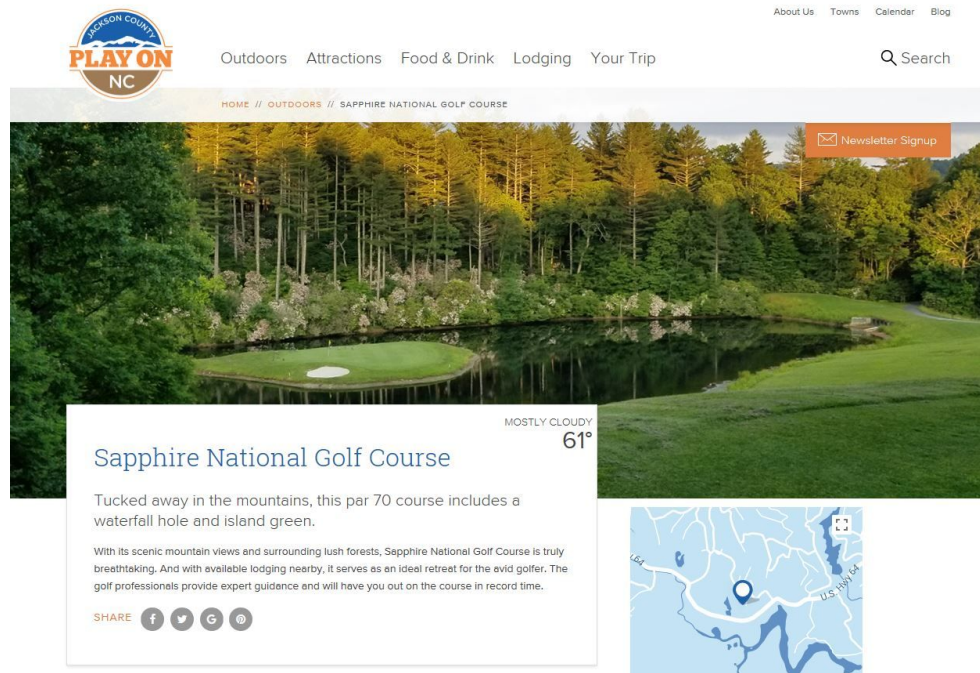 About Us Towns Calendar Blog
JACKSON COUNTY
PLAY ON
NC
Outdoors Attractions Food & Drink Lodging Your Trip
Search
HOME // OUTDOORS // SAPPHIRE NATIONAL GOLF COURSE
Newsletter Signup
MOSTLY CLOUDY
61°
Sapphire National Golf Course
Tucked away in the mountains, this par 70 course includes a
waterfall hole and island green.
With its scenic mountain views and surrounding lush forests, Sapphire National Golf Course is truly
breathtaking. And with available lodging nearby, it serves as an ideal retreat for the avid golfer. The
golf professionals provide expert guidance and will have you out on the course in record time.
SHARE
U.S. Hwy 64